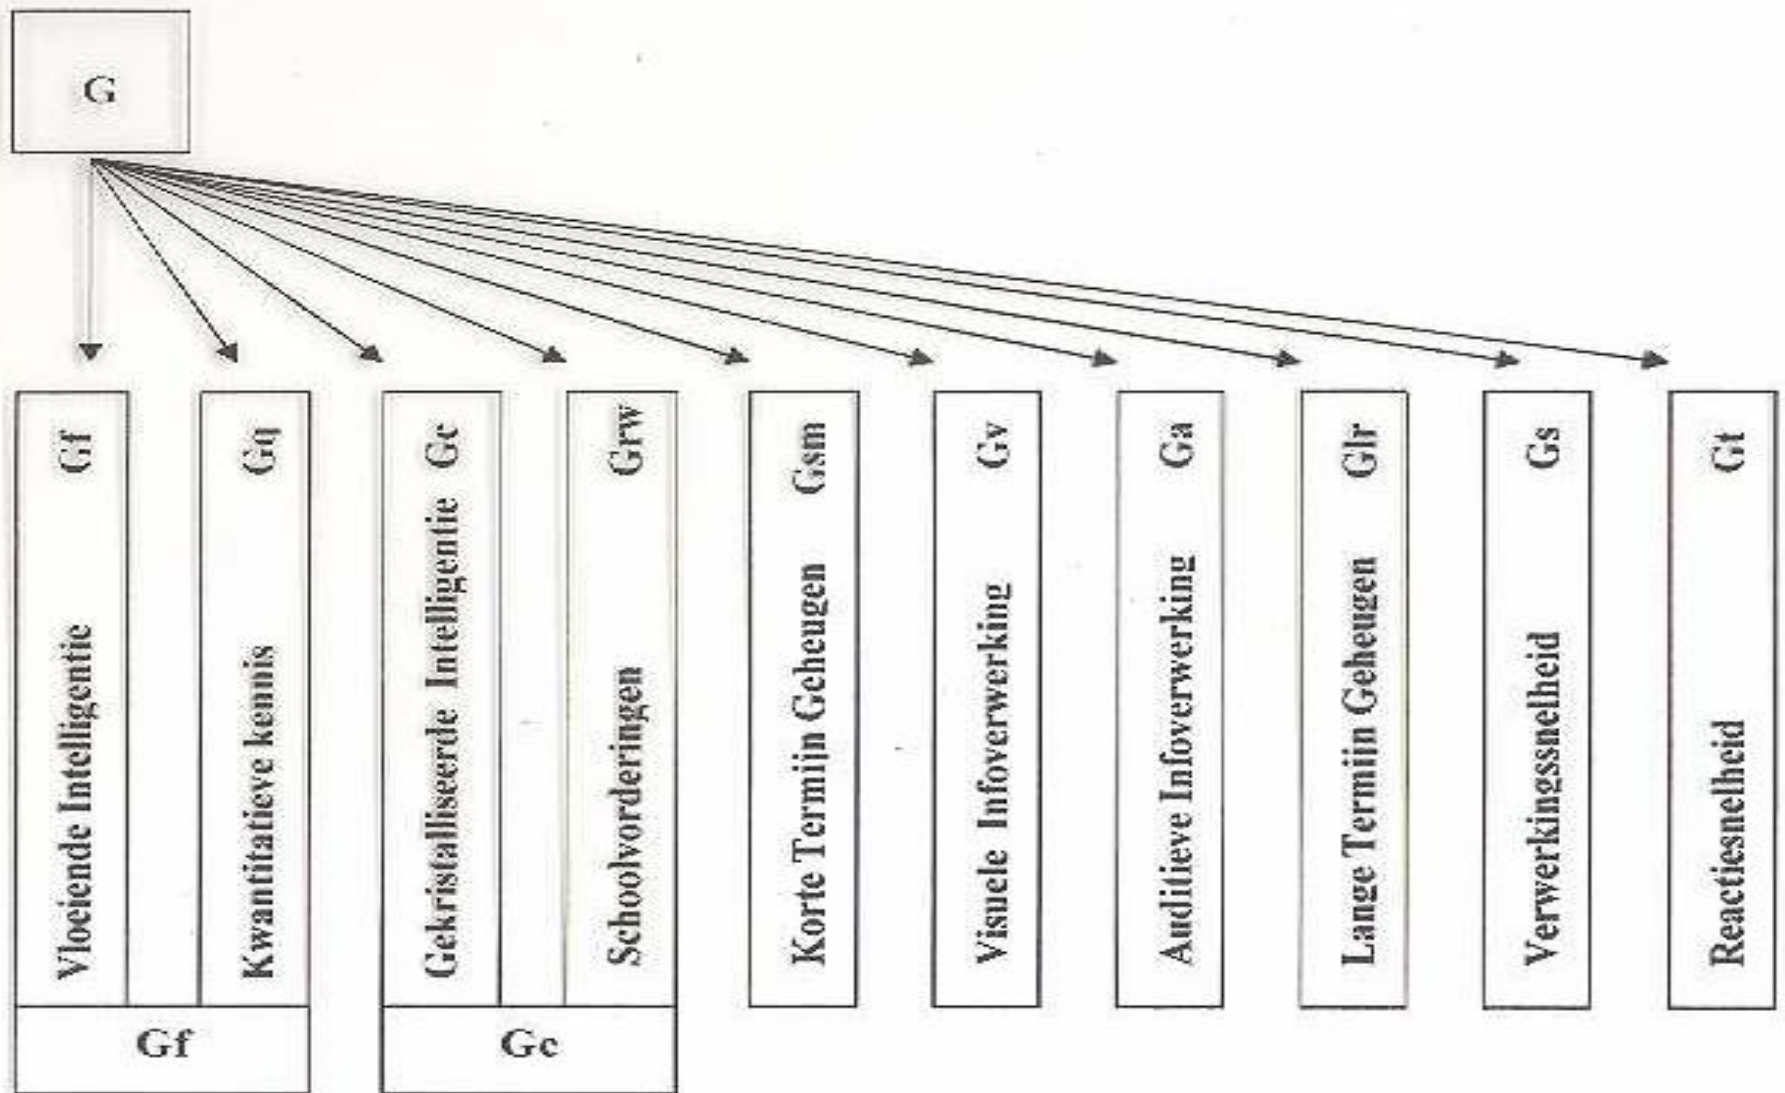 G
Vloeiende Intelligentie Gf
Kwantitatieve kennis Gq
Gekristalliseerde Intelligentie Gc
Schoolvorderingen Grw
Korte Termijn Geheugen Gsm
Visuele Infoverwerking Gv
Auditieve Infoverwerking Ga
Lange Termijn Geheugen Glr
Verwerkingssnelheid Gs
Reactiesnelheid Gt
Gf
Gc